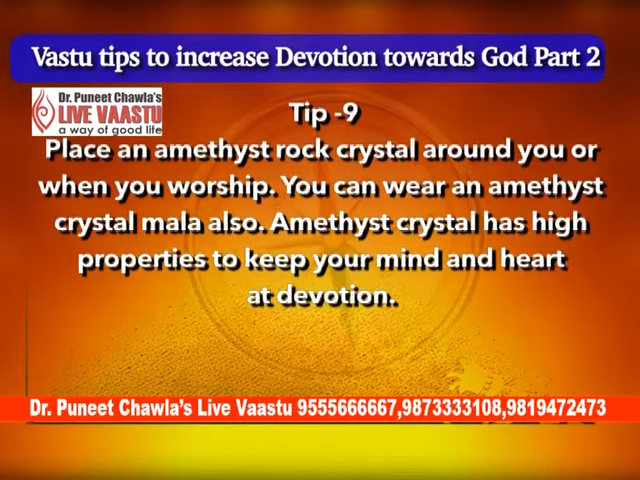 Vastu tips to increase Devotion towards God Part 2
Dr. Puneet Chawla's
LIVE VAASTU
a way of good life
Tip -9
Place an amethyst rock crystal around you or
when you worship. You can wear an amethyst
crystal mala also. Amethyst crystal has high
properties to keep your mind and heart
at devotion.
Dr. Puneet Chawla's Live Vaastu 9555666667,9873333108,9819472473